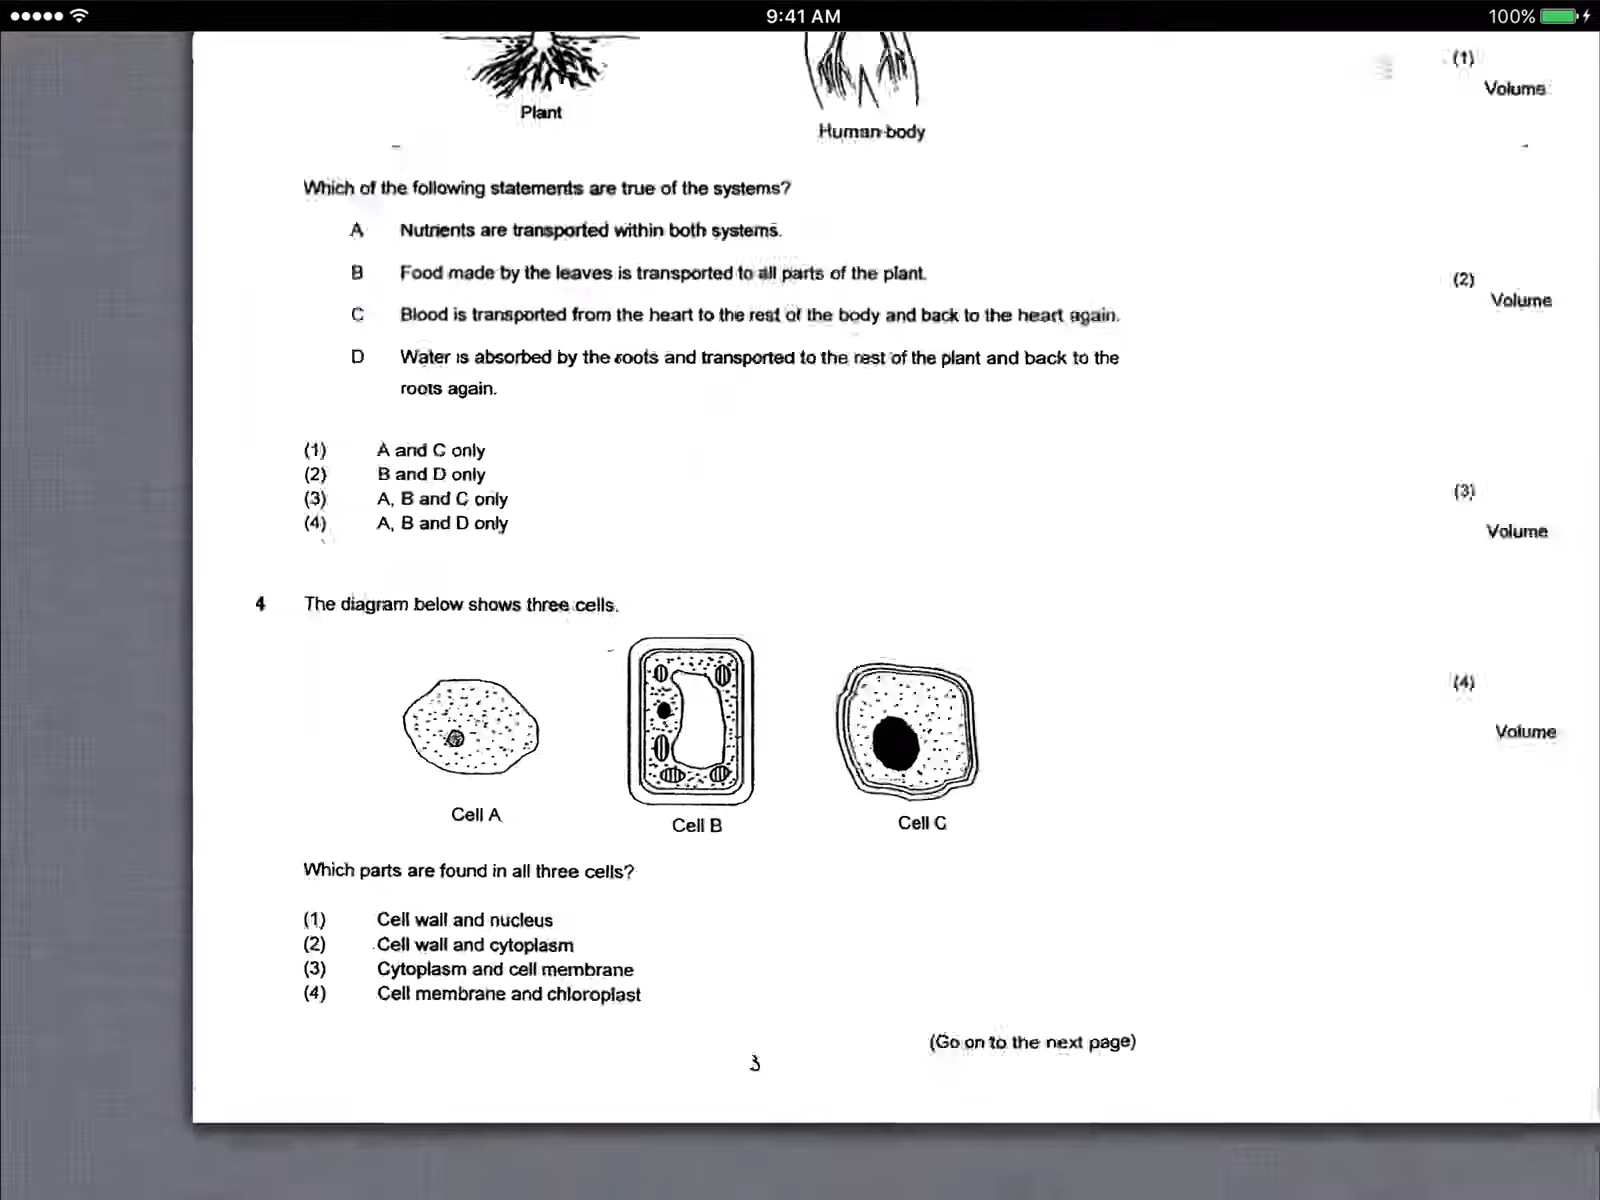 9:41 AM
100%
Plant
Human body
Which of the following statements are true of the systems?
A Nutrients are transported within both systems.
B Food made by the leaves is transported to all parts of the plant.
C Blood is transported from the heart to the rest of the body and back to the heart again.
D Water is absorbed by the roots and transported to the rest of the plant and back to the
roots again.
(1) A and C only
(2) B and D only
(3) A, B and C only
(4) A, B and D only
4 The diagram below shows three cells.
Cell A
Cell B
Cell C
Which parts are found in all three cells?
(1) Cell wall and nucleus
(2) Cell wall and cytoplasm
(3) Cytoplasm and cell membrane
(4) Cell membrane and chloroplast
(Go on to the next page)
3
(1)
Volume
(2)
Volume
(3)
Volume
(4)
Volume